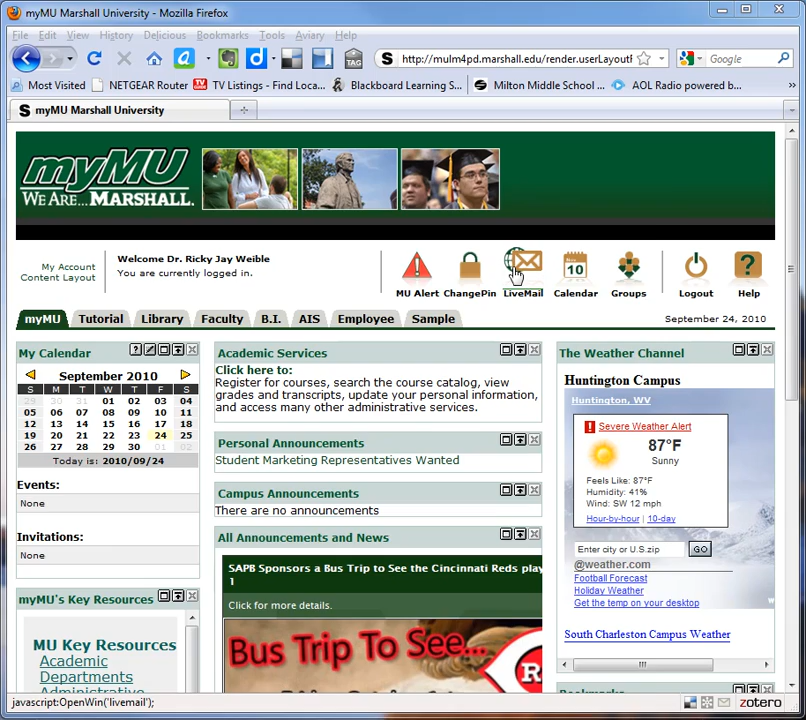 myMU Marshall University - Mozilla Firefox
File Edit View History Delicious Bookmarks Tools Aviary Help
TAG
http://mulm4pd.marshall.edu/render.userLayoutF
Google
Most Visited NETGEAR Router TV Listings - Find Loca... Blackboard Learning S... Milton Middle School ... AOL Radio powered b... »
myMU Marshall University
myMU
WE ARE...MARSHALL.
My Account
Content Layout
Welcome Dr. Ricky Jay Weible
You are currently logged in.
MU Alert ChangePin LiveMail Calendar Groups Logout Help
10
myMU Tutorial Library Faculty B.I. AIS Employee Sample
September 24, 2010
My Calendar
September 2010
S M T W T F S
29 30 31 01 02 03 04
05 06 07 08 09 10 11
12 13 14 15 16 17 18
19 20 21 22 23 24 25
26 27 28 29 30 01 02
Today is: 2010/09/24
Events:
None
Invitations:
None
myMU's Key Resources
MU Key Resources
Academic
Departments
Administrative
Academic Services
Click here to:
Register for courses, search the course catalog, view
grades and transcripts, update your personal information,
and access many other administrative services.
Personal Announcements
Student Marketing Representatives Wanted
Campus Announcements
There are no announcements
All Announcements and News
SAPB Sponsors a Bus Trip to See the Cincinnati Reds play
1
Click for more details.
Bus Trip To See...
R
The Weather Channel
Huntington Campus
Huntington, WV
Severe Weather Alert
87°F
Sunny
Feels Like: 87°F
Humidity: 41%
Wind: SW 12 mph
Hour-by-hour | 10-day
Enter city or U.S.zip GO
@weather.com
Football Forecast
Holiday Weather
Get the temp on your desktop
South Charleston Campus Weather
Bookmarks
javascript:OpenWin('livemail');
zotero